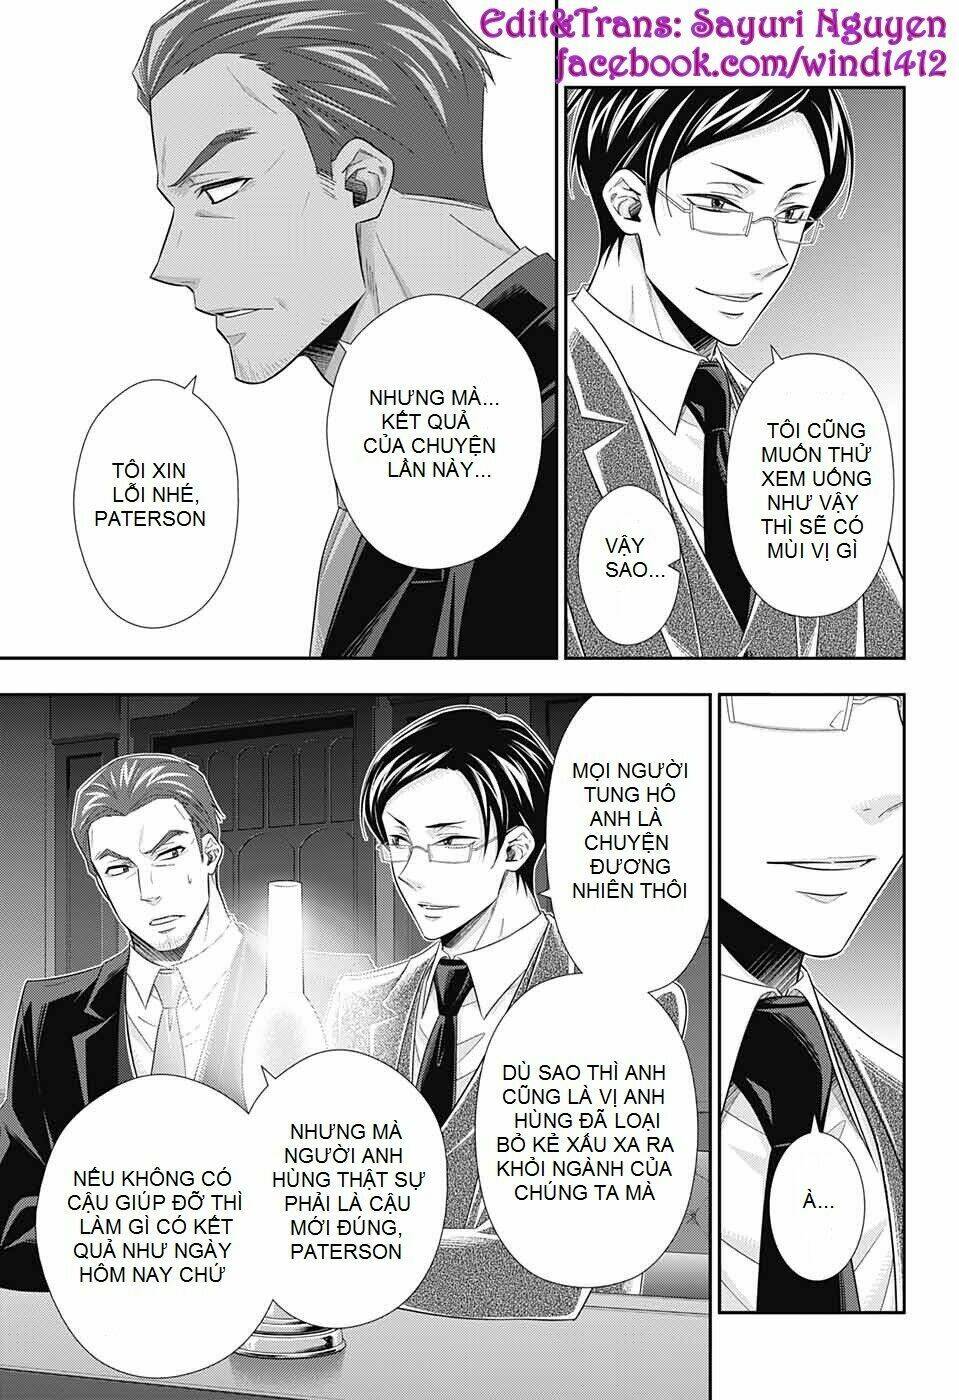 Edit&Trans: Sayuri Nguyen
facebook.com/wind1412
TÔI CŨNG
MUỐN THỬ
XEM UỐNG
NHƯ VẬY
THÌ SẼ CÓ
MÙI VỊ GÌ
VẬY
SAO...
NHƯNG MÀ...
KẾT QUẢ
CỦA CHUYỆN
LẦN NÀY...
TÔI XIN
LỖI NHÉ,
PATERSON
À...
MỌI NGƯỜI
TUNG HÔ
ANH LÀ
CHUYỆN
ĐƯƠNG
NHIÊN THÔI
DÙ SAO THÌ ANH
CŨNG LÀ VỊ ANH
HÙNG ĐÃ LOẠI
BỎ KẺ XẤU XA RA
KHỎI NGÀNH CỦA
CHÚNG TA MÀ
NHƯNG MÀ
NGƯỜI ANH
HÙNG THẬT SỰ
PHẢI LÀ CẬU
MỚI ĐÚNG,
PATERSON
NẾU KHÔNG CÓ
CẬU GIÚP ĐỠ THÌ
LÀM GÌ CÓ KẾT
QUẢ NHƯ NGÀY
HÔM NAY CHỨ